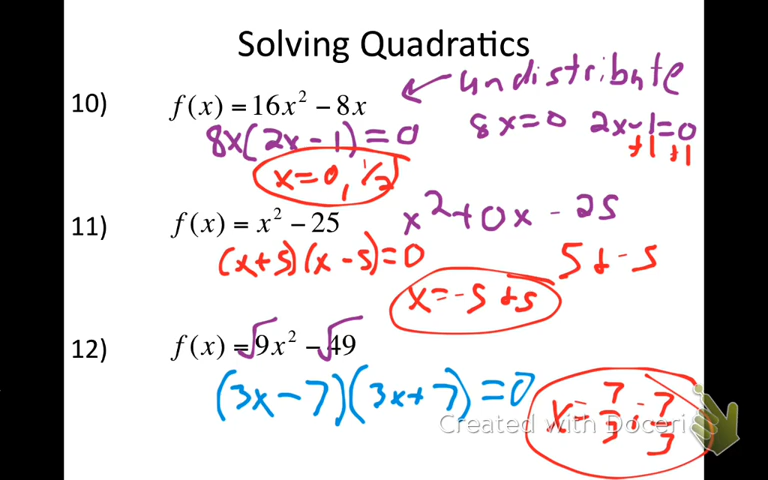 Solving Quadratics
undistribute
10) f(x) = 16x² − 8x
8x(2x − 1) = 0 8x=0 2x−1=0
+1 +1
x=0, 1/2
11) f(x) = x² − 25 x²+0x − 25
(x+5)(x−5)=0 5 + -5
x=-5 +5
12) f(x) = √9x² − √49
(3x−7)(3x+7)=0 x= 7/3 ; -7/3
Created with Doceri